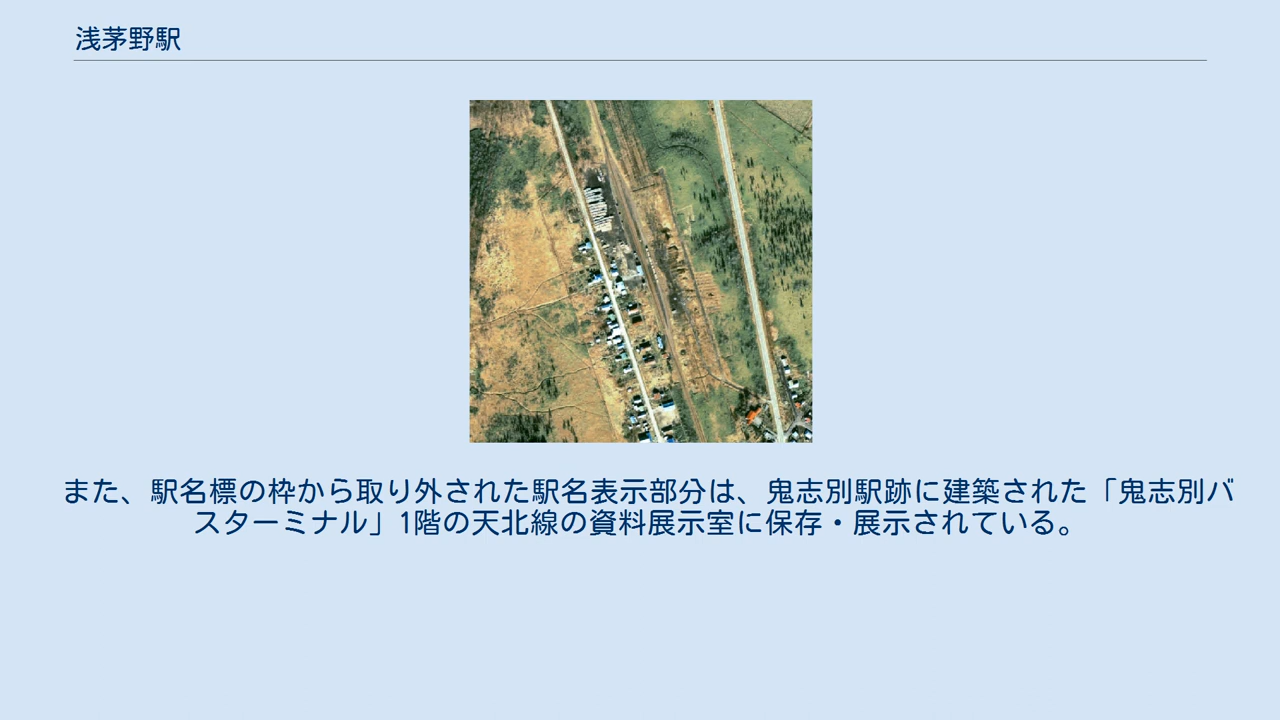 浅茅野駅
また、駅名標の枠から取り外された駅名表示部分は、鬼志別駅跡に建築された「鬼志別バ
スターミナル」1階の天北線の資料展示室に保存・展示されている。